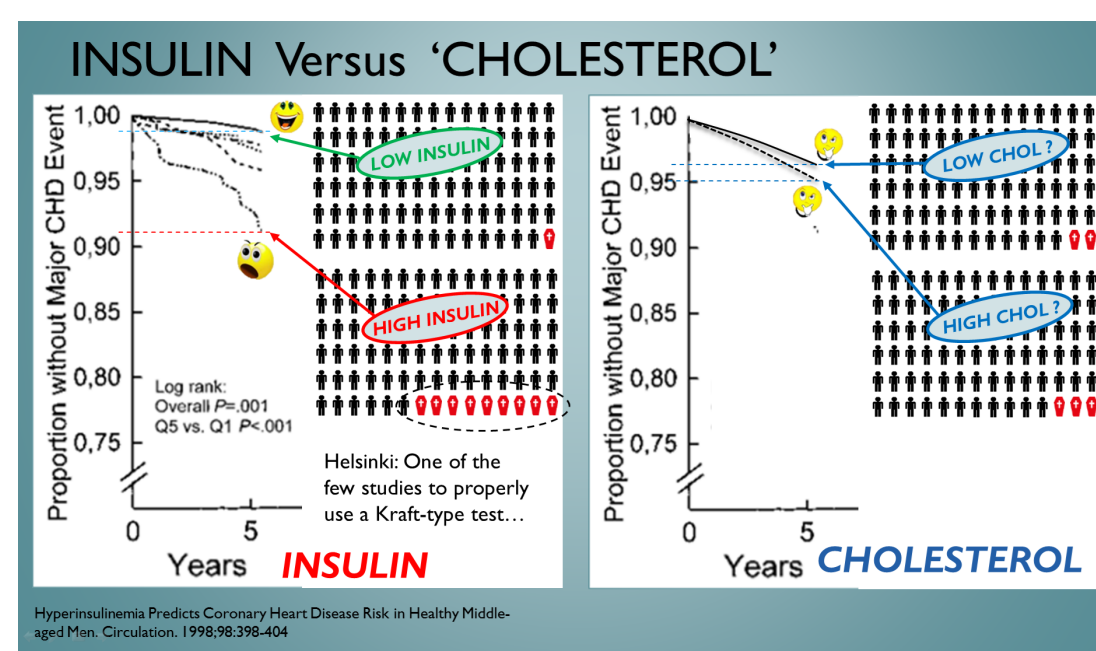 INSULIN Versus ‘CHOLESTEROL’
Proportion without Major CHD Event
1,00
0,95
0,90
0,85
0,80
0,75
0
5
Years
LOW INSULIN
HIGH INSULIN
Log rank:
Overall P=.001
Q5 vs. Q1 P<.001
Helsinki: One of the
few studies to properly
use a Kraft-type test…
INSULIN
Proportion without Major CHD Event
1,00
0,95
0,90
0,85
0,80
0,75
0
5
Years
LOW CHOL ?
HIGH CHOL ?
CHOLESTEROL
Hyperinsulinemia Predicts Coronary Heart Disease Risk in Healthy Middle-
aged Men. Circulation. 1998;98:398-404